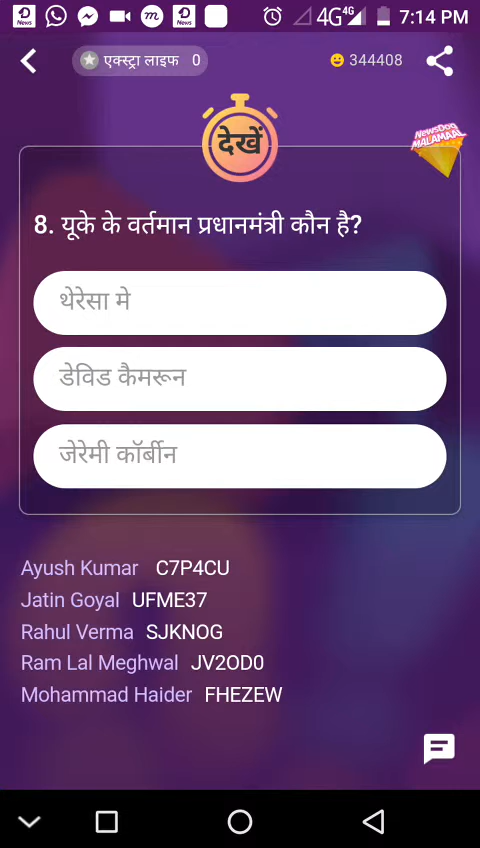 4G 4G 7:14 PM
एक्स्ट्रा लाइफ 0 344408
देखें
NewsDog
MALAMAAL
8. यूके के वर्तमान प्रधानमंत्री कौन है?
थेरेसा मे
डेविड कैमरून
जेरेमी कॉर्बीन
Ayush Kumar C7P4CU
Jatin Goyal UFME37
Rahul Verma SJKNOG
Ram Lal Meghwal JV2OD0
Mohammad Haider FHEZEW